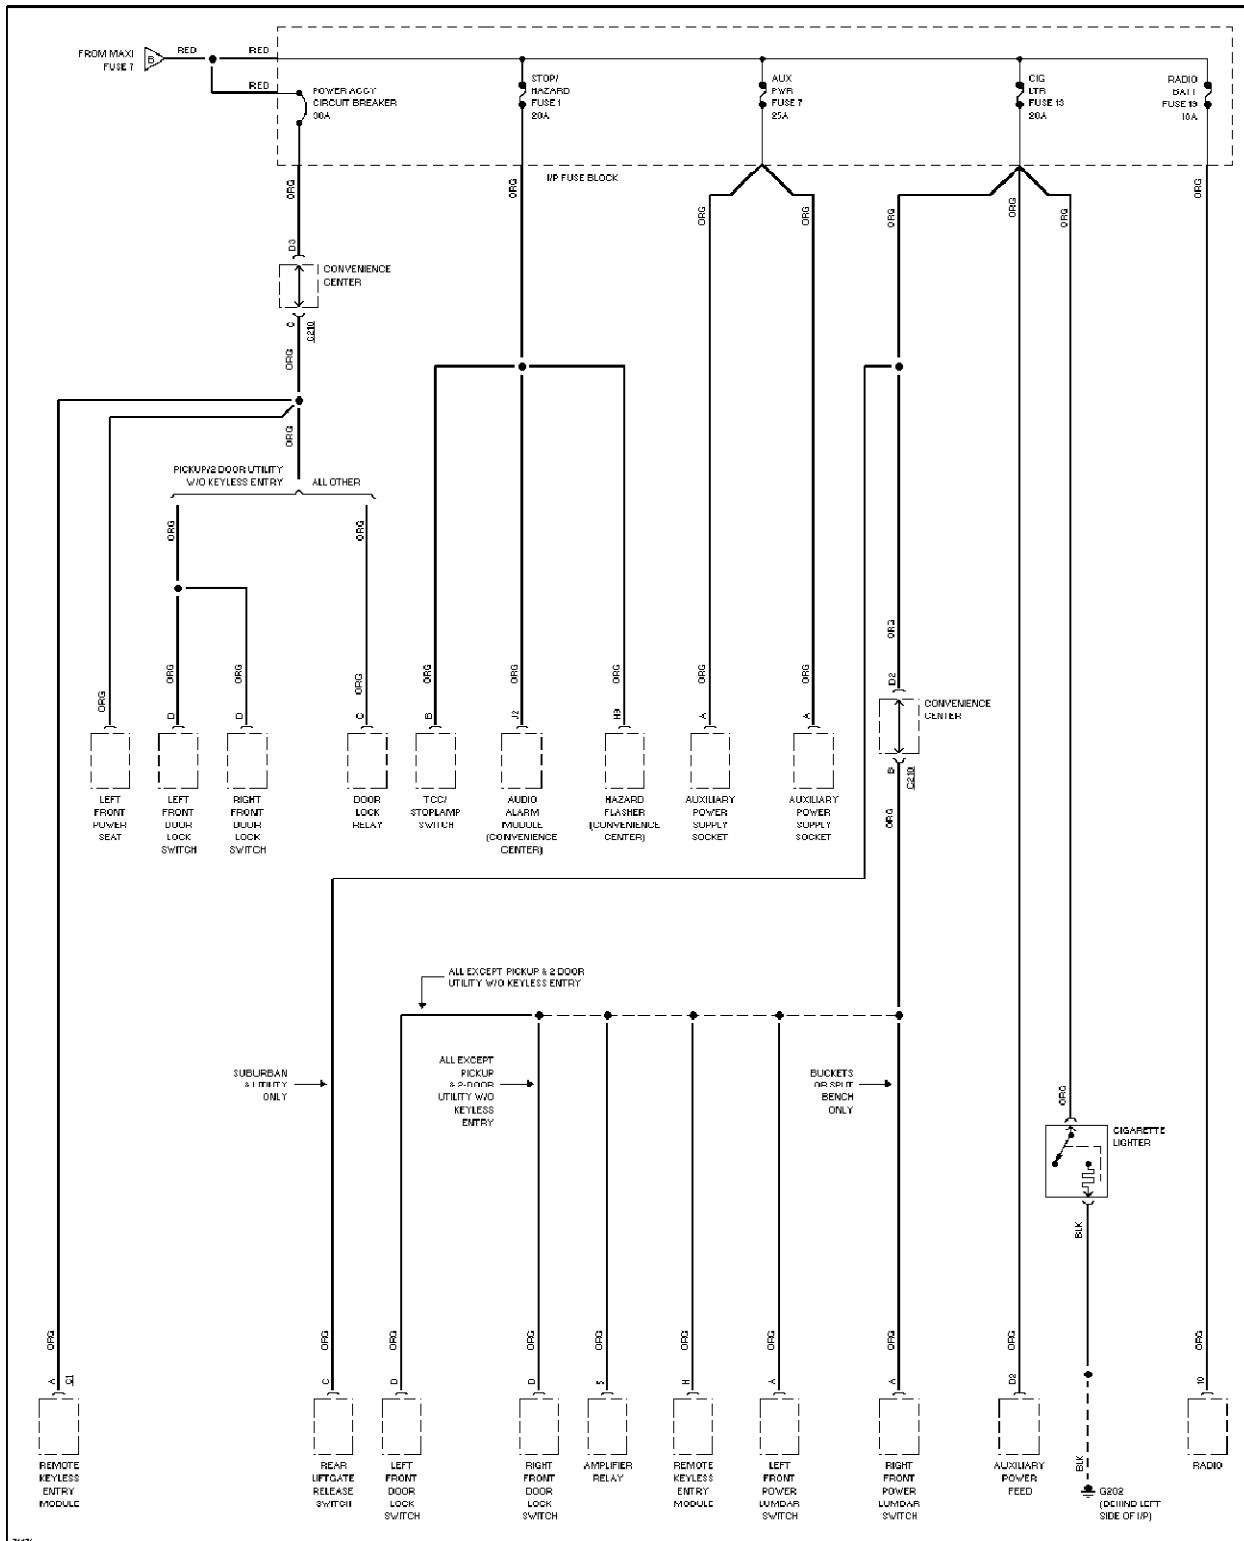 FROM MAXI
FUSE 7
B
RED
RED
RED
POWER ACCY
CIRCUIT BREAKER
30A
STOP/
HAZARD
FUSE 1
20A
AUX
PWR
FUSE 7
25A
CIG
LTR
FUSE 13
20A
RADIO
BATT
FUSE 19
10A
I/P FUSE BLOCK
ORG
ORG
ORG
ORG
ORG
ORG
ORG
ORG
D3
CONVENIENCE
CENTER
C
C210
ORG
ORG
PICKUP/2 DOOR UTILITY
W/O KEYLESS ENTRY
ALL OTHER
ORG
ORG
ORG
ORG
ORG
ORG
ORG
ORG
ORG
ORG
ORG
ORG
D
D
C
B
J2
H9
A
A
D2
CONVENIENCE
CENTER
B
C210
ORG
LEFT
FRONT
POWER
SEAT
LEFT
FRONT
DOOR
LOCK
SWITCH
RIGHT
FRONT
DOOR
LOCK
SWITCH
DOOR
LOCK
RELAY
TCC/
STOPLAMP
SWITCH
AUDIO
ALARM
MODULE
(CONVENIENCE
CENTER)
HAZARD
FLASHER
(CONVENIENCE
CENTER)
AUXILIARY
POWER
SUPPLY
SOCKET
AUXILIARY
POWER
SUPPLY
SOCKET
ALL EXCEPT PICKUP & 2 DOOR
UTILITY W/O KEYLESS ENTRY
SUBURBAN
& UTILITY
ONLY
ALL EXCEPT
PICKUP
& 2-DOOR
UTILITY W/O
KEYLESS
ENTRY
BUCKETS
OR SPLIT
BENCH
ONLY
ORG
CIGARETTE
LIGHTER
BLK
ORG
ORG
ORG
ORG
ORG
ORG
ORG
ORG
ORG
ORG
A
C1
C
D
D
5
H
A
A
D2
10
REMOTE
KEYLESS
ENTRY
MODULE
REAR
LIFTGATE
RELEASE
SWITCH
LEFT
FRONT
DOOR
LOCK
SWITCH
RIGHT
FRONT
DOOR
LOCK
SWITCH
AMPLIFIER
RELAY
REMOTE
KEYLESS
ENTRY
MODULE
LEFT
FRONT
POWER
LUMBAR
SWITCH
RIGHT
FRONT
POWER
LUMBAR
SWITCH
AUXILIARY
POWER
FEED
BLK
G202
(BEHIND LEFT
SIDE OF I/P)
RADIO